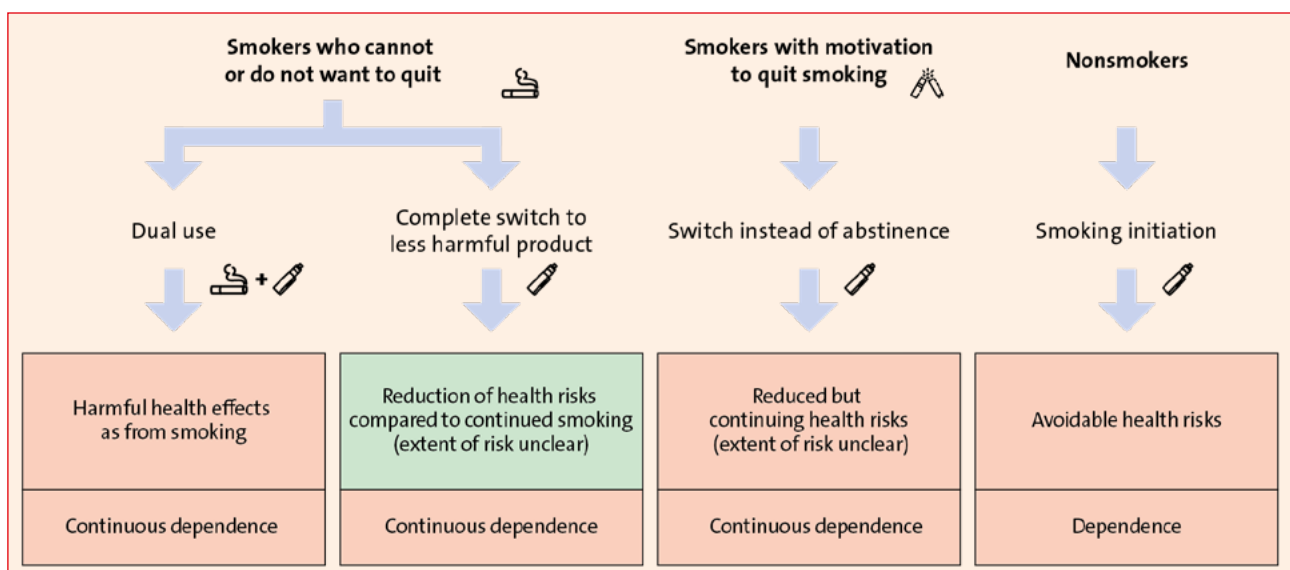 Smokers who cannot
or do not want to quit
Smokers with motivation
to quit smoking
Nonsmokers
Dual use
Complete switch to
less harmful product
Switch instead of abstinence
Smoking initiation
+
Harmful health effects
as from smoking
Reduction of health risks
compared to continued smoking
(extent of risk unclear)
Reduced but
continuing health risks
(extent of risk unclear)
Avoidable health risks
Continuous dependence
Continuous dependence
Continuous dependence
Dependence